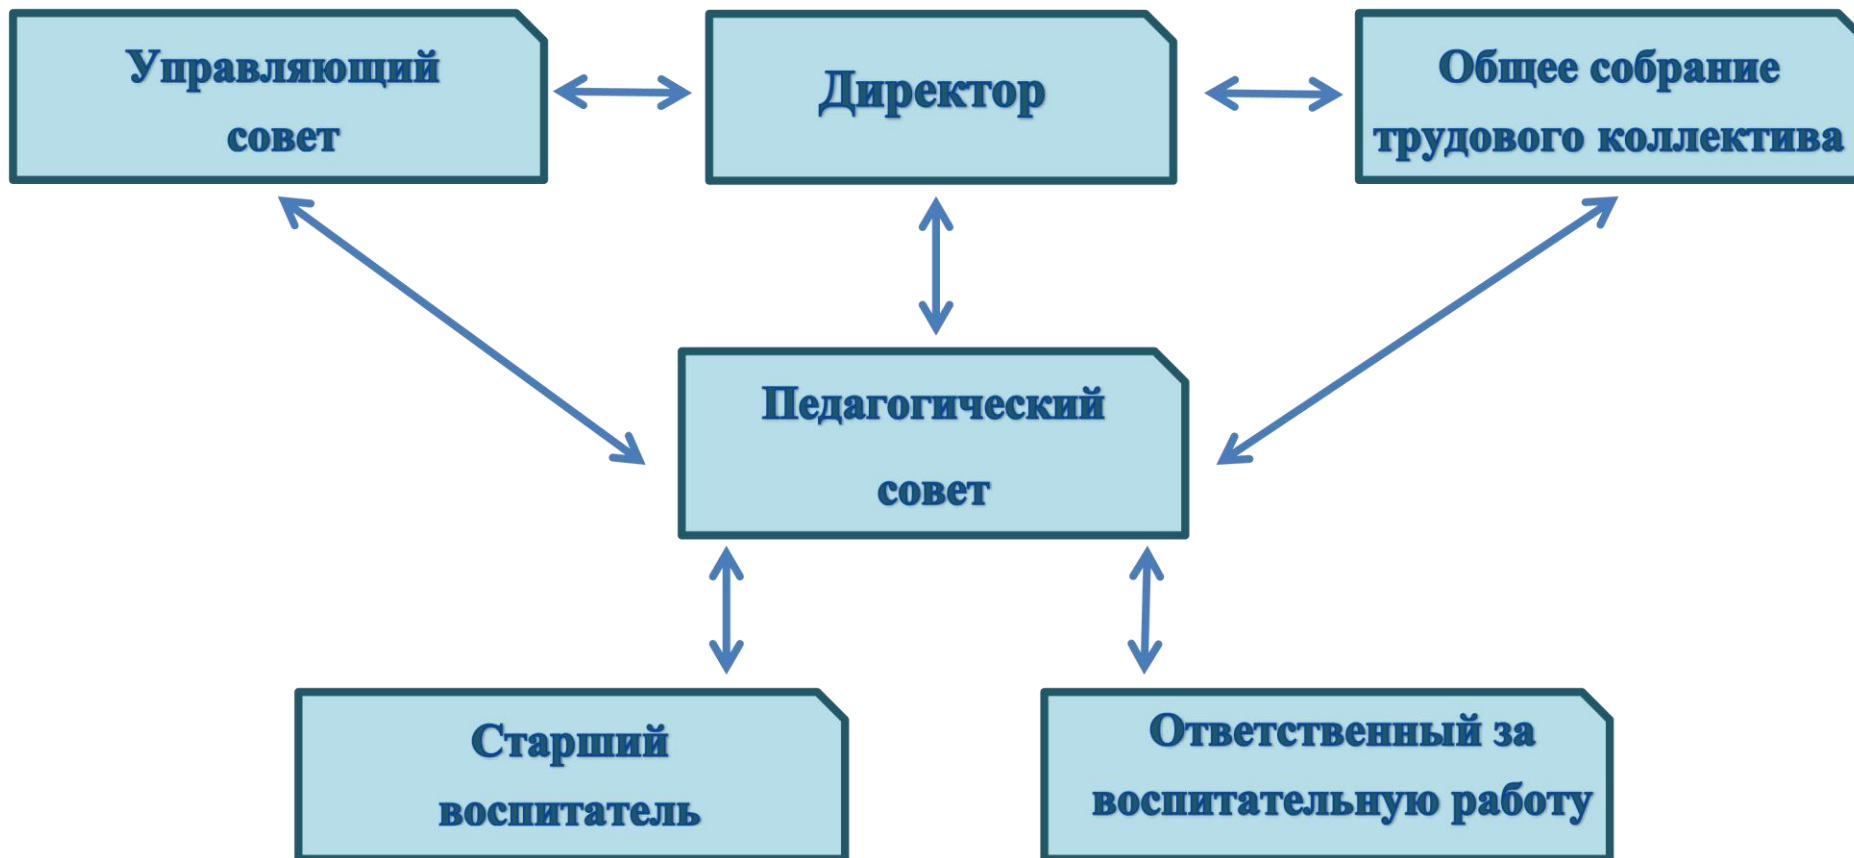 Управляющий
совет
Директор
Общее собрание
трудового коллектива
Педагогический
совет
Старший
воспитатель
Ответственный за
воспитательную работу